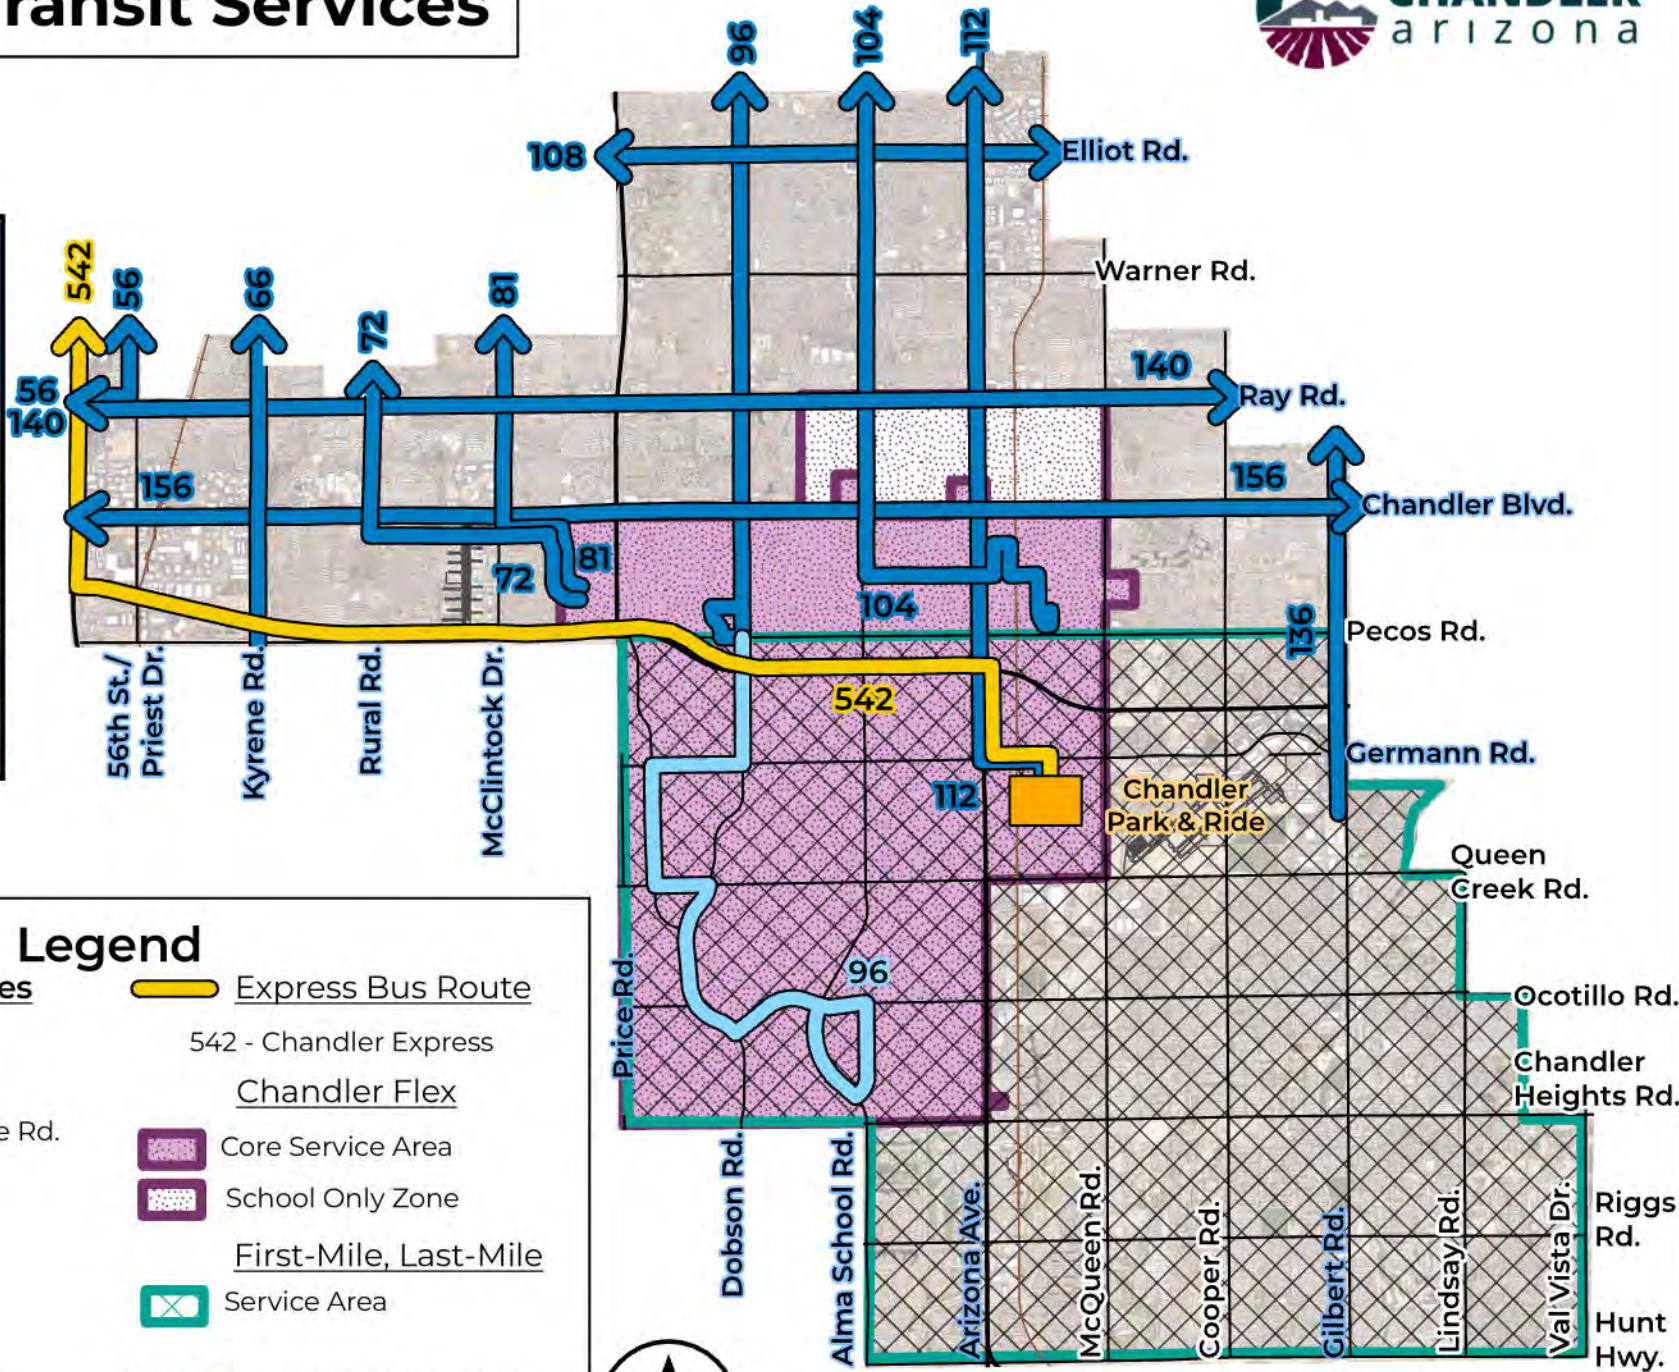 ransit Services
CHANDLER
arizona
96
104
112
108
Elliot Rd.
Warner Rd.
542
56
66
72
81
56
140
140
Ray Rd.
156
156
Chandler Blvd.
72
81
104
136
Pecos Rd.
56th St./
Priest Dr.
Kyrene Rd.
Rural Rd.
McClintock Dr.
542
Germann Rd.
112
Chandler
Park & Ride
Queen
Creek Rd.
96
Price Rd.
Ocotillo Rd.
Chandler
Heights Rd.
Dobson Rd.
Alma School Rd.
Arizona Ave.
McQueen Rd.
Cooper Rd.
Gilbert Rd.
Lindsay Rd.
Val Vista Dr.
Riggs
Rd.
Hunt
Hwy.
Legend
es
Express Bus Route
542 - Chandler Express
Chandler Flex
e Rd.
Core Service Area
School Only Zone
First-Mile, Last-Mile
Service Area